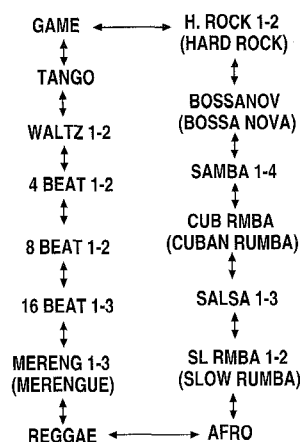 GAME
TANGO
WALTZ 1-2
4 BEAT 1-2
8 BEAT 1-2
16 BEAT 1-3
MERENG 1-3
(MERENGUE)
REGGAE
H. ROCK 1-2
(HARD ROCK)
BOSSANOV
(BOSSA NOVA)
SAMBA 1-4
CUB RMBA
(CUBAN RUMBA)
SALSA 1-3
SL RMBA 1-2
(SLOW RUMBA)
AFRO